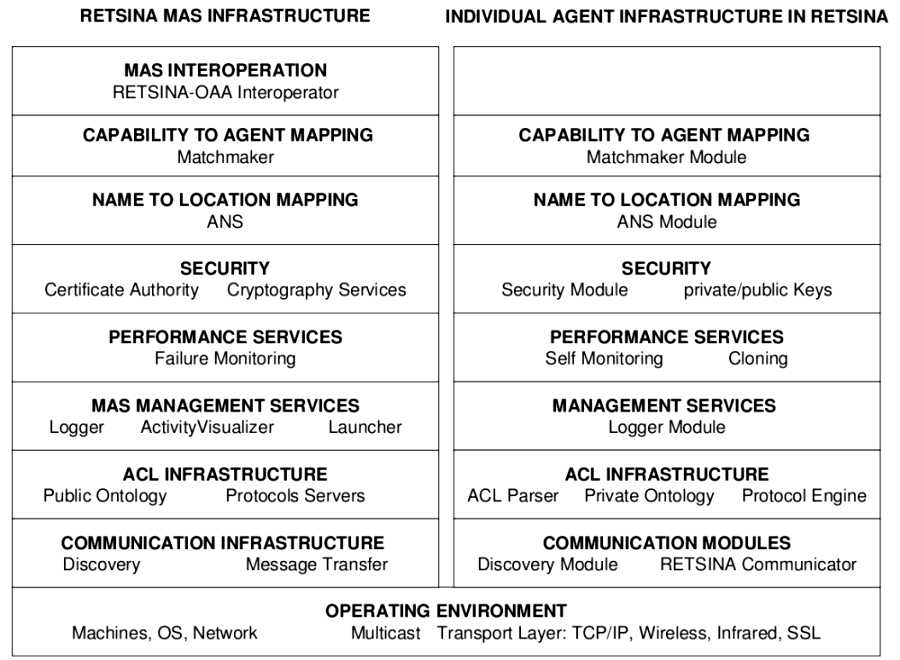 RETSINA MAS INFRASTRUCTURE
INDIVIDUAL AGENT INFRASTRUCTURE IN RETSINA
MAS INTEROPERATION
RETSINA-OAA Interoperator
CAPABILITY TO AGENT MAPPING
Matchmaker
CAPABILITY TO AGENT MAPPING
Matchmaker Module
NAME TO LOCATION MAPPING
ANS
NAME TO LOCATION MAPPING
ANS Module
SECURITY
Certificate Authority Cryptography Services
SECURITY
Security Module private/public Keys
PERFORMANCE SERVICES
Failure Monitoring
PERFORMANCE SERVICES
Self Monitoring Cloning
MAS MANAGEMENT SERVICES
Logger ActivityVisualizer Launcher
MANAGEMENT SERVICES
Logger Module
ACL INFRASTRUCTURE
Public Ontology Protocols Servers
ACL INFRASTRUCTURE
ACL Parser Private Ontology Protocol Engine
COMMUNICATION INFRASTRUCTURE
Discovery Message Transfer
COMMUNICATION MODULES
Discovery Module RETSINA Communicator
OPERATING ENVIRONMENT
Machines, OS, Network Multicast Transport Layer: TCP/IP, Wireless, Infrared, SSL